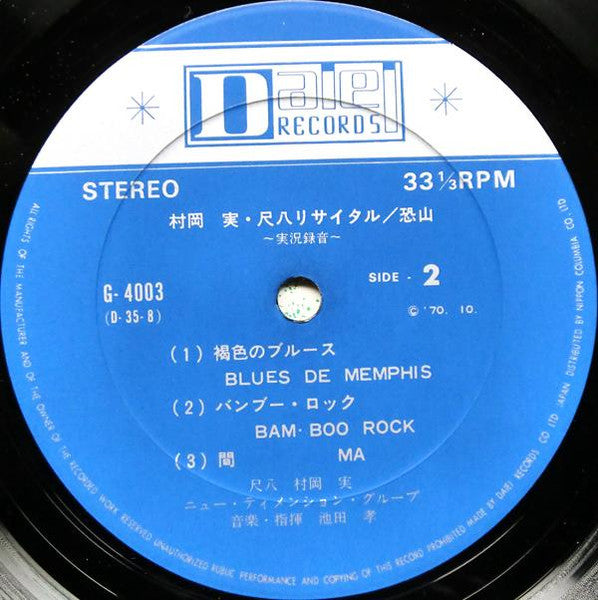 Daiei
RECORDS
STEREO
33 1/3 RPM
村岡 実・尺八リサイタル／恐山
～実況録音～
G-4003
(D-35-8)
SIDE - 2
© '70. 10.
(1) 褐色のブルース
BLUES DE MEMPHIS
(2) バンブー・ロック
BAM-BOO ROCK
(3) 間 MA
尺八 村岡 実
ニュー・ディメンション・グループ
音楽・指揮 池田 孝
ALL RIGHTS OF THE MANUFACTURER AND OF THE OWNER OF THE RECORDED WORK RESERVED UNAUTHORIZED PUBLIC PERFORMANCE AND COPYING OF THIS RECORD PROHIBITED MADE BY DAIEI RECORDS CO LTD JAPAN DISTRIBUTED BY NIPPON COLUMBIA CO. LTD